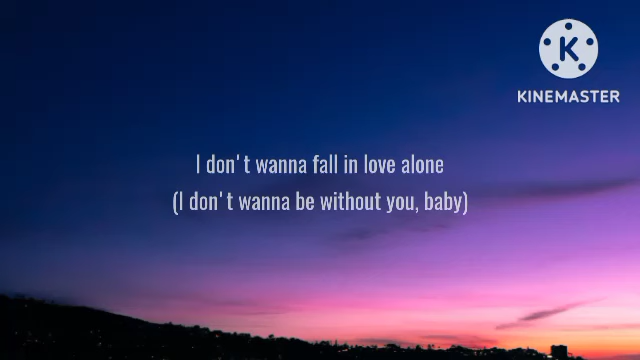 K
KINEMASTER
I don't wanna fall in love alone
(I don't wanna be without you, baby)